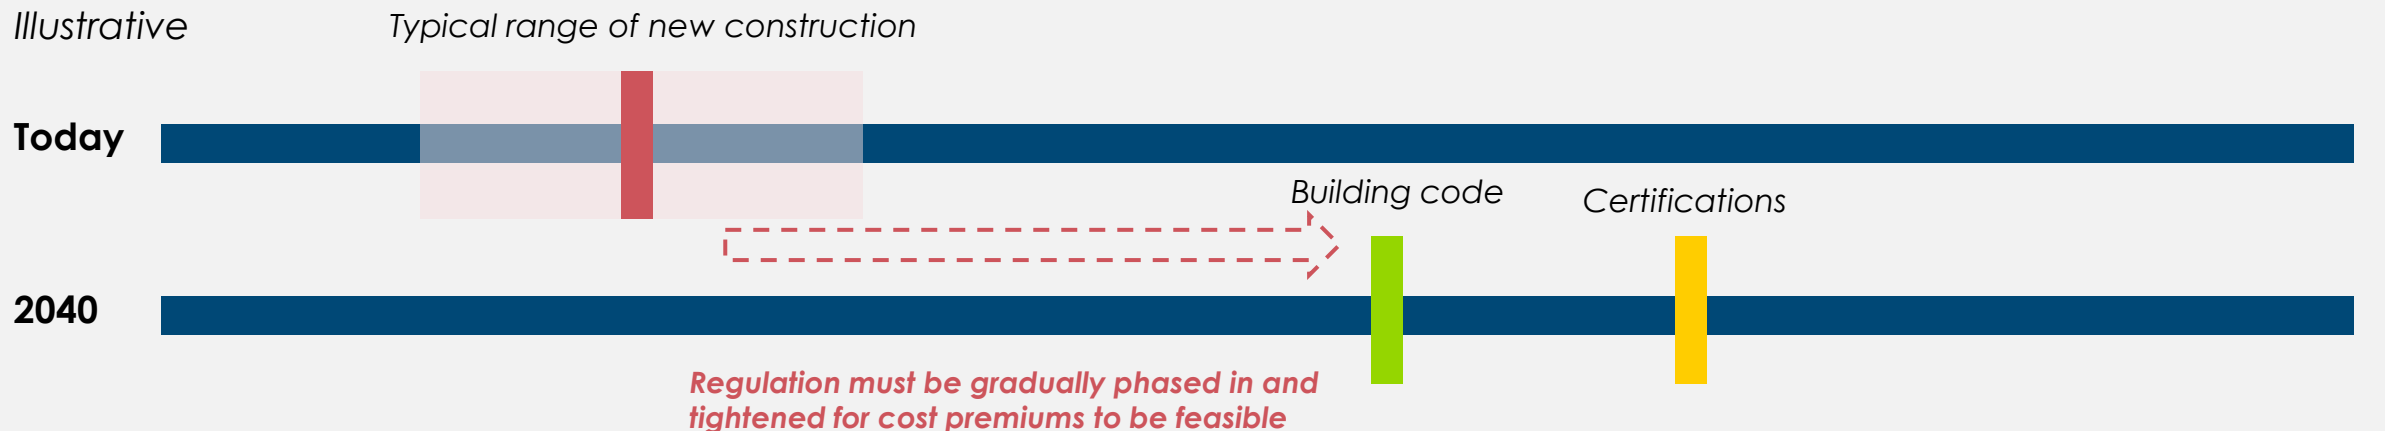 Illustrative
Typical range of new construction
Today
Building code
Certifications
2040
Regulation must be gradually phased in and
tightened for cost premiums to be feasible